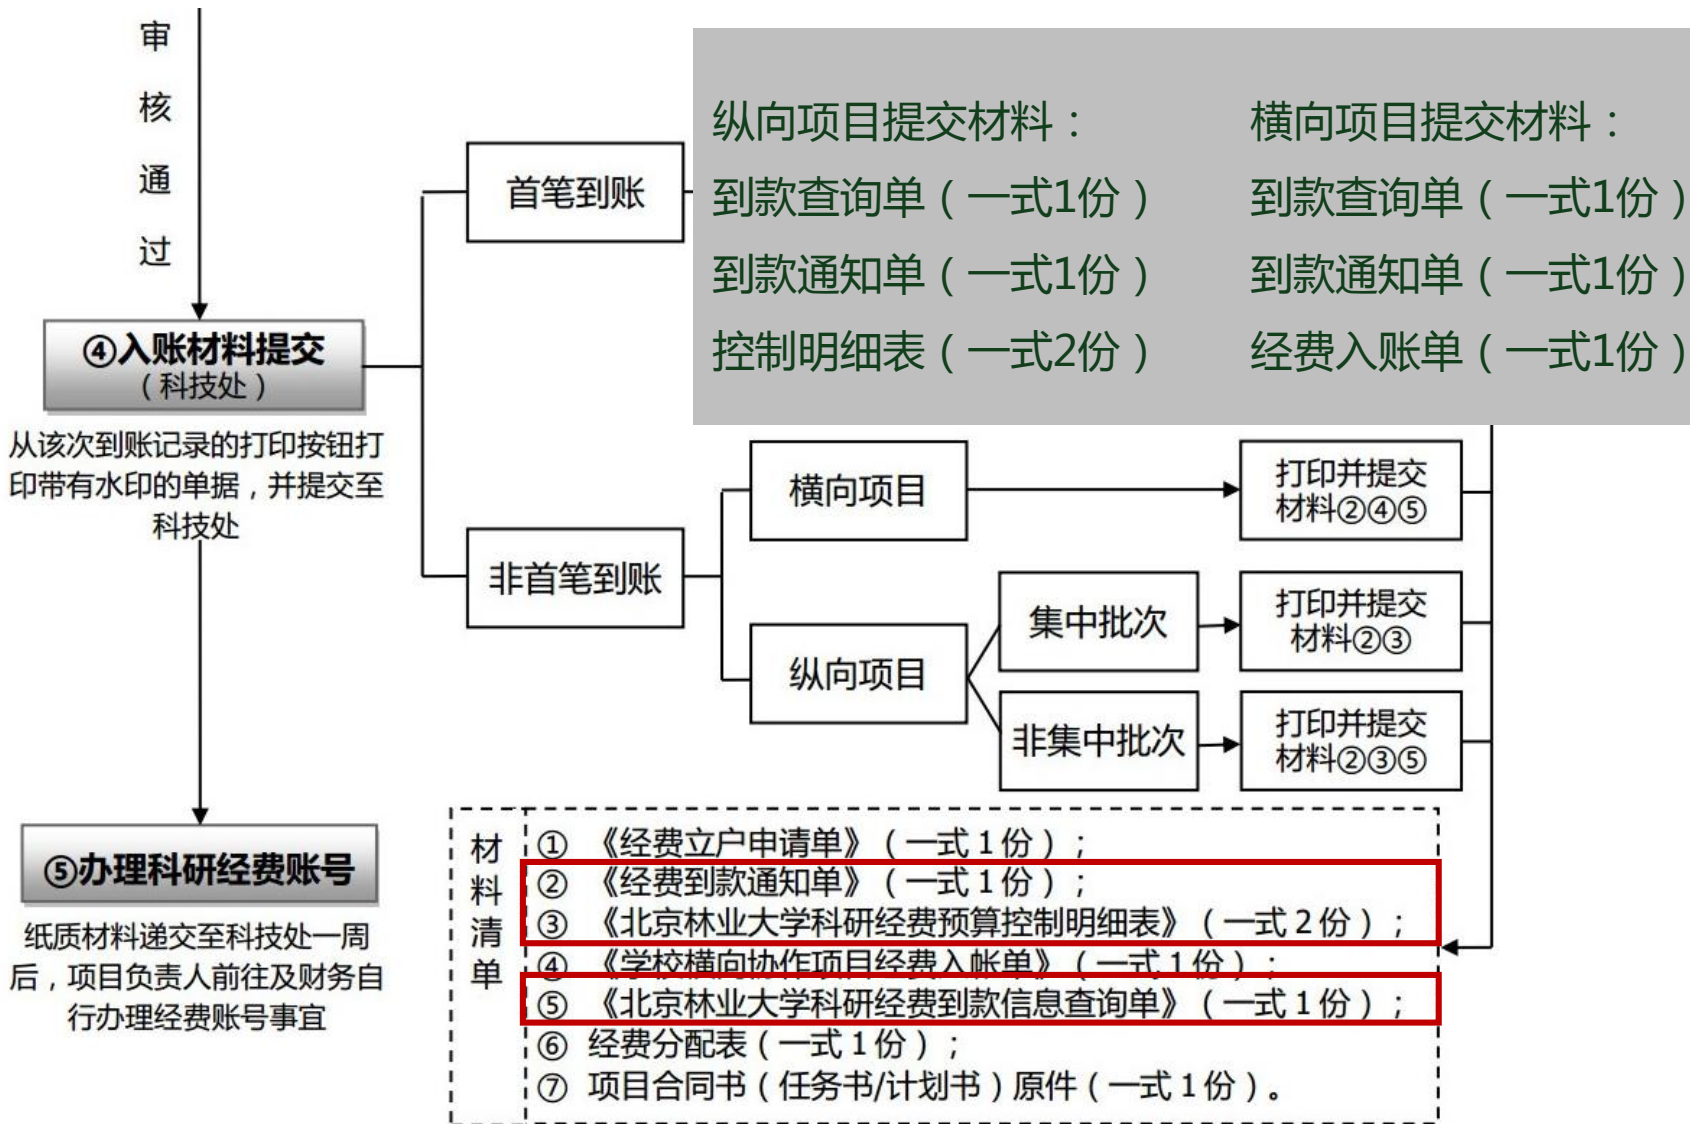 审
核
通
过
④入账材料提交
（科技处）
从该次到账记录的打印按钮打
印带有水印的单据，并提交至
科技处
⑤办理科研经费账号
纸质材料递交至科技处一周
后，项目负责人前往及财务自
行办理经费账号事宜
首笔到账
非首笔到账
纵向项目提交材料：
到款查询单（一式1份）
到款通知单（一式1份）
控制明细表（一式2份）
横向项目提交材料：
到款查询单（一式1份）
到款通知单（一式1份）
经费入账单（一式1份）
横向项目
打印并提交
材料②④⑤
纵向项目
集中批次
打印并提交
材料②③
非集中批次
打印并提交
材料②③⑤
材
料
清
单
① 《经费立户申请单》（一式 1 份）；
② 《经费到款通知单》（一式 1 份）；
③ 《北京林业大学科研经费预算控制明细表》（一式 2 份）；
④ 《学校横向协作项目经费入帐单》（一式 1 份）；
⑤ 《北京林业大学科研经费到款信息查询单》（一式 1 份）；
⑥ 经费分配表（一式 1 份）；
⑦ 项目合同书（任务书/计划书）原件（一式 1 份）。